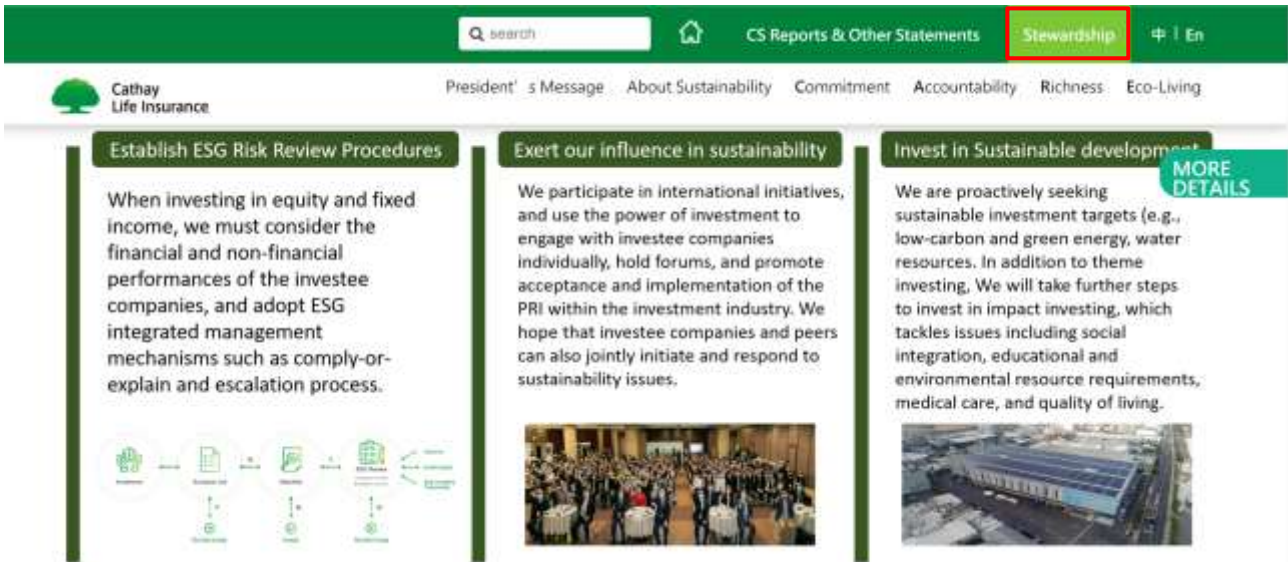 search
CS Reports & Other Statements
Stewardship
中 | En
Cathay
Life Insurance
President' s Message
About Sustainability
Commitment
Accountability
Richness
Eco-Living
Establish ESG Risk Review Procedures
When investing in equity and fixed
income, we must consider the
financial and non-financial
performances of the investee
companies, and adopt ESG
integrated management
mechanisms such as comply-or-
explain and escalation process.
Exert our influence in sustainability
We participate in international initiatives,
and use the power of investment to
engage with investee companies
individually, hold forums, and promote
acceptance and implementation of the
PRI within the investment industry. We
hope that investee companies and peers
can also jointly initiate and respond to
sustainability issues.
Invest in Sustainable development
MORE
DETAILS
We are proactively seeking
sustainable investment targets (e.g.,
low-carbon and green energy, water
resources. In addition to theme
investing, We will take further steps
to invest in impact investing, which
tackles issues including social
integration, educational and
environmental resource requirements,
medical care, and quality of living.